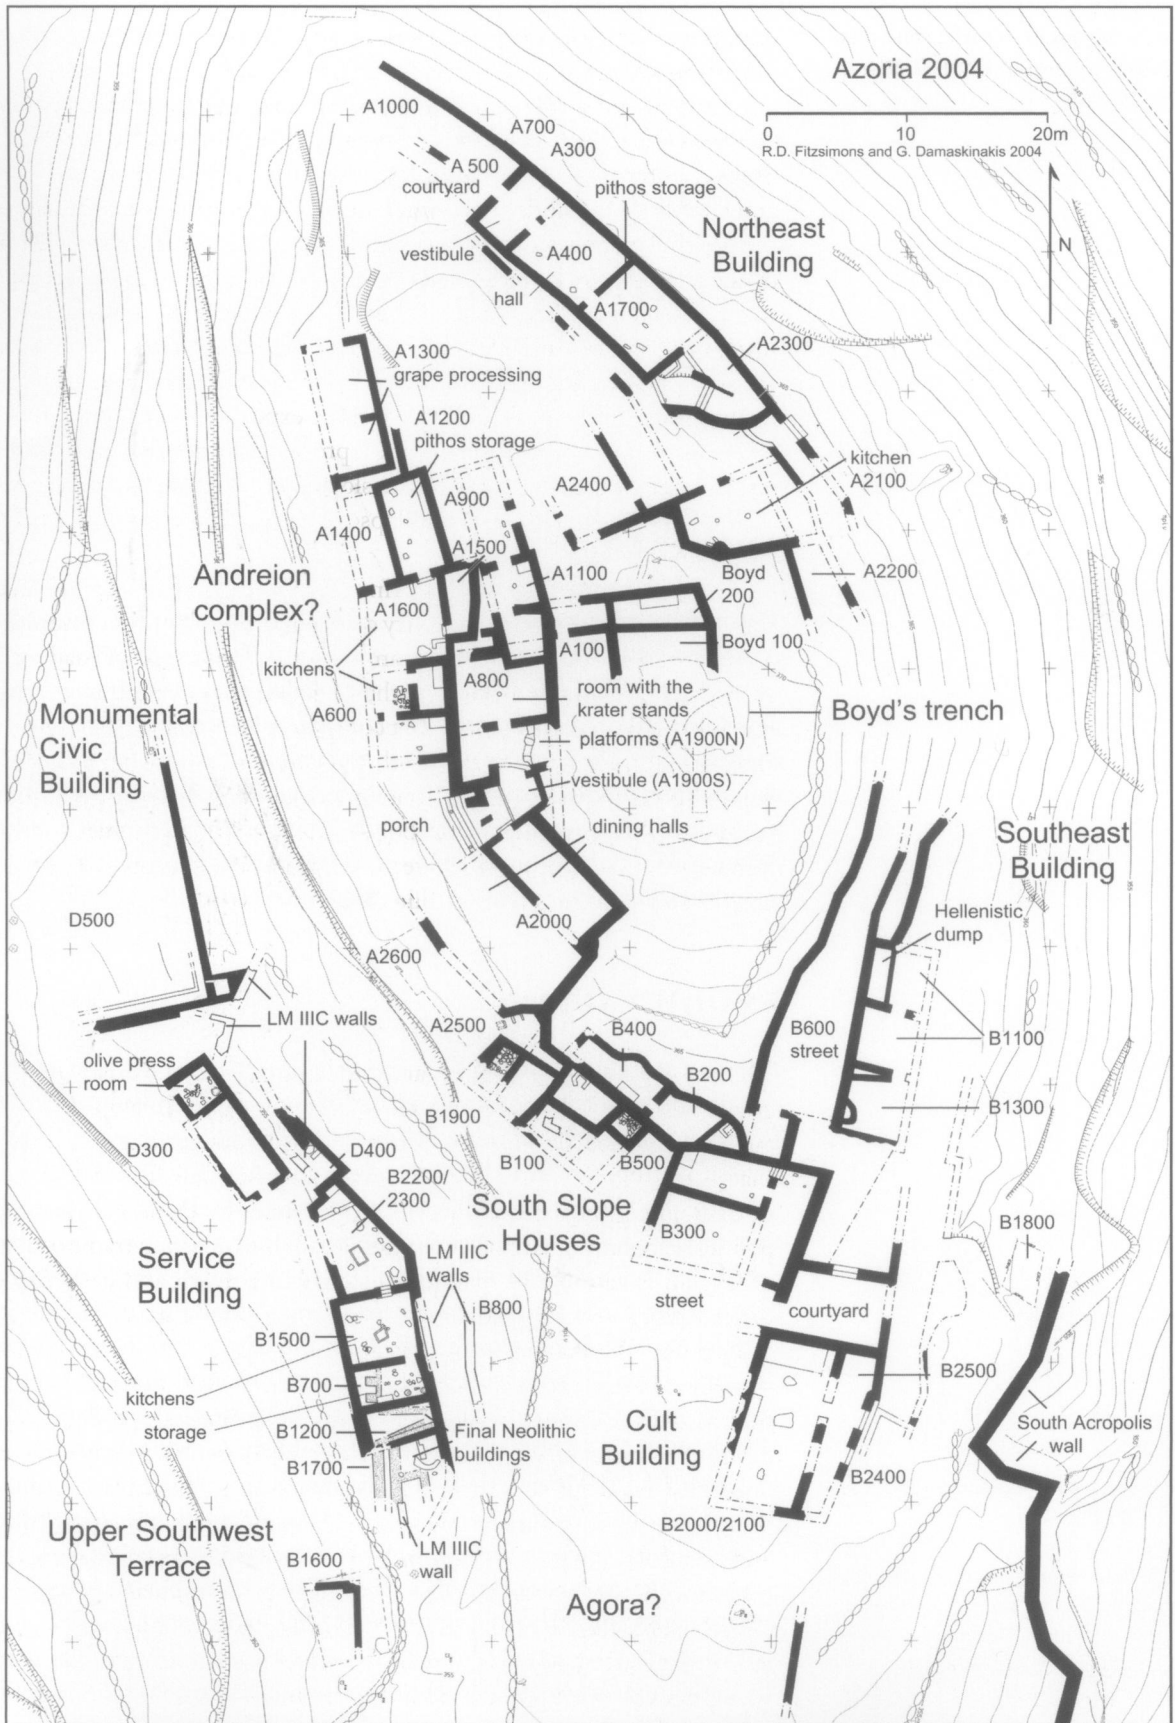 Azoria 2004
0 10 20m
R.D. Fitzsimons and G. Damaskinakis 2004
N
A1000
A700
A300
A 500
courtyard
pithos storage
Northeast
Building
vestibule
A400
hall
A1700
A2300
A1300
grape processing
A1200
pithos storage
kitchen
A2100
A900
A2400
A1400
A1500
Andreion
complex?
A1100
Boyd
200
A2200
A1600
A100
Boyd 100
kitchens
A800
room with the
krater stands
A600
Boyd's trench
Monumental
Civic
Building
platforms (A1900N)
vestibule (A1900S)
porch
dining halls
Southeast
Building
D500
A2000
Hellenistic
dump
A2600
LM IIIC walls
A2500
B400
B600
street
B1100
olive press
room
B200
B1900
B1300
D300
D400
B100
B500
B2200/
2300
South Slope
Houses
B300
B1800
Service
Building
LM IIIC
walls
street
courtyard
B800
B1500
B2500
kitchens
B700
storage
B1200
Final Neolithic
buildings
Cult
Building
South Acropolis
wall
B1700
B2400
B2000/2100
Upper Southwest
Terrace
LM IIIC
wall
B1600
Agora?